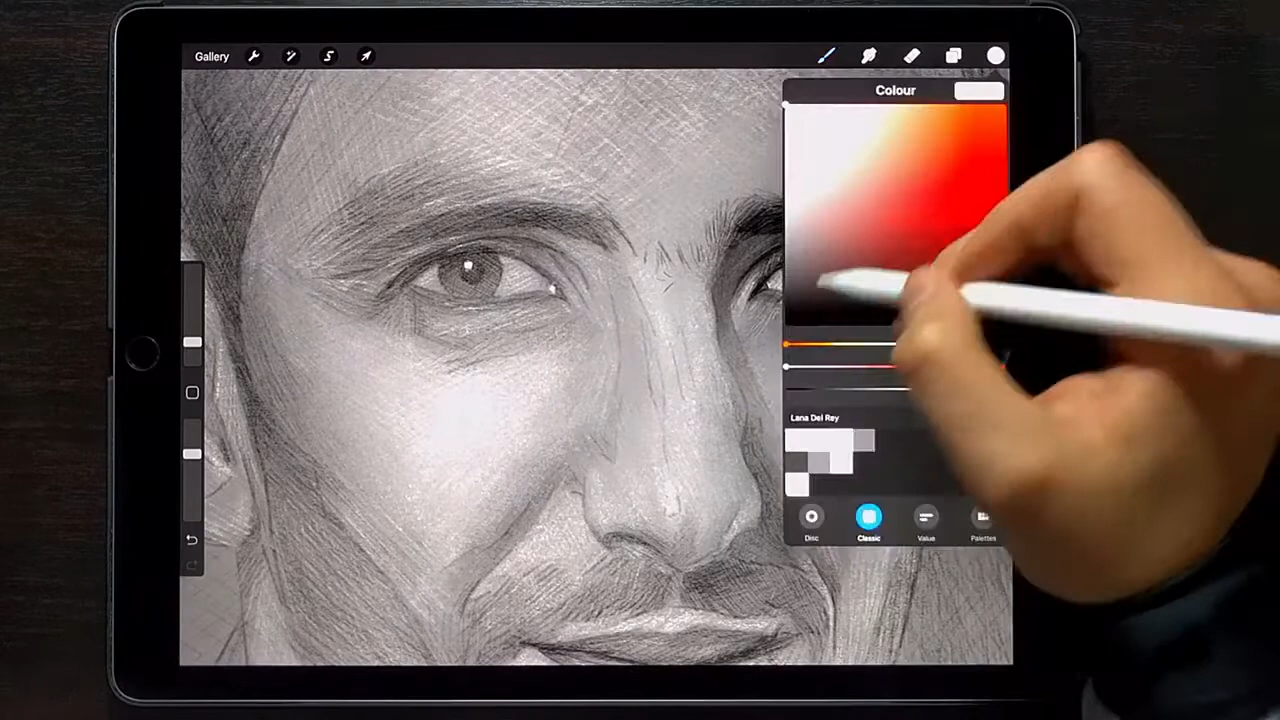 Gallery
Colour
Lana Del Rey
Disc
Classic
Value
Palettes